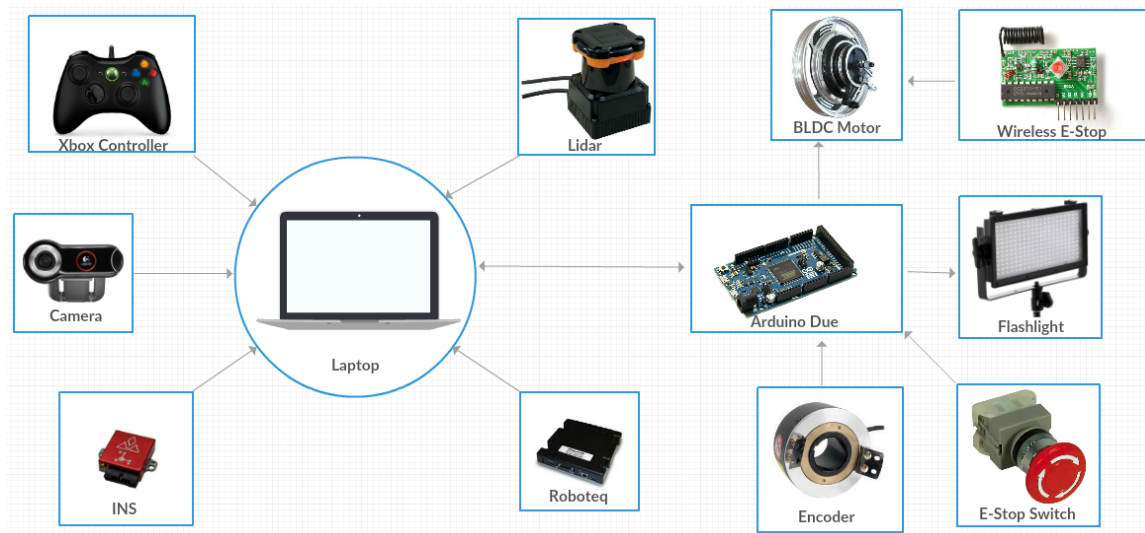 Xbox Controller
Lidar
BLDC Motor
Wireless E-Stop
Camera
Laptop
Arduino Due
Flashlight
INS
Roboteq
Encoder
E-Stop Switch